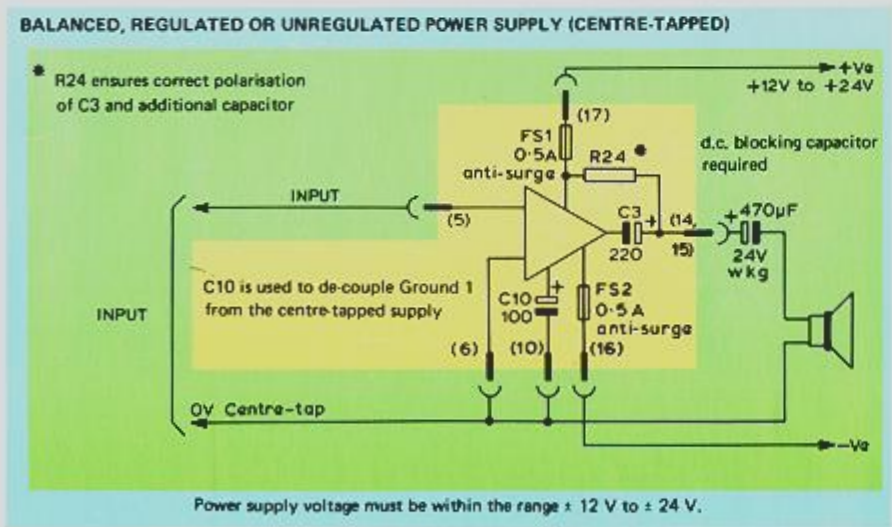 BALANCED, REGULATED OR UNREGULATED POWER SUPPLY (CENTRE-TAPPED)
* R24 ensures correct polarisation
of C3 and additional capacitor
+Ve
+12V to +24V
(17)
FS1
0·5A
anti-surge
R24 *
d.c. blocking capacitor
required
INPUT
(5)
C3
+
220
(14,
15)
+
470µF
24V
wkg
C10 is used to de-couple Ground 1
from the centre-tapped supply
INPUT
C10
100
+
FS2
0·5A
anti-surge
(6)
(10)
(16)
0V Centre-tap
-Ve
Power supply voltage must be within the range ± 12 V to ± 24 V.